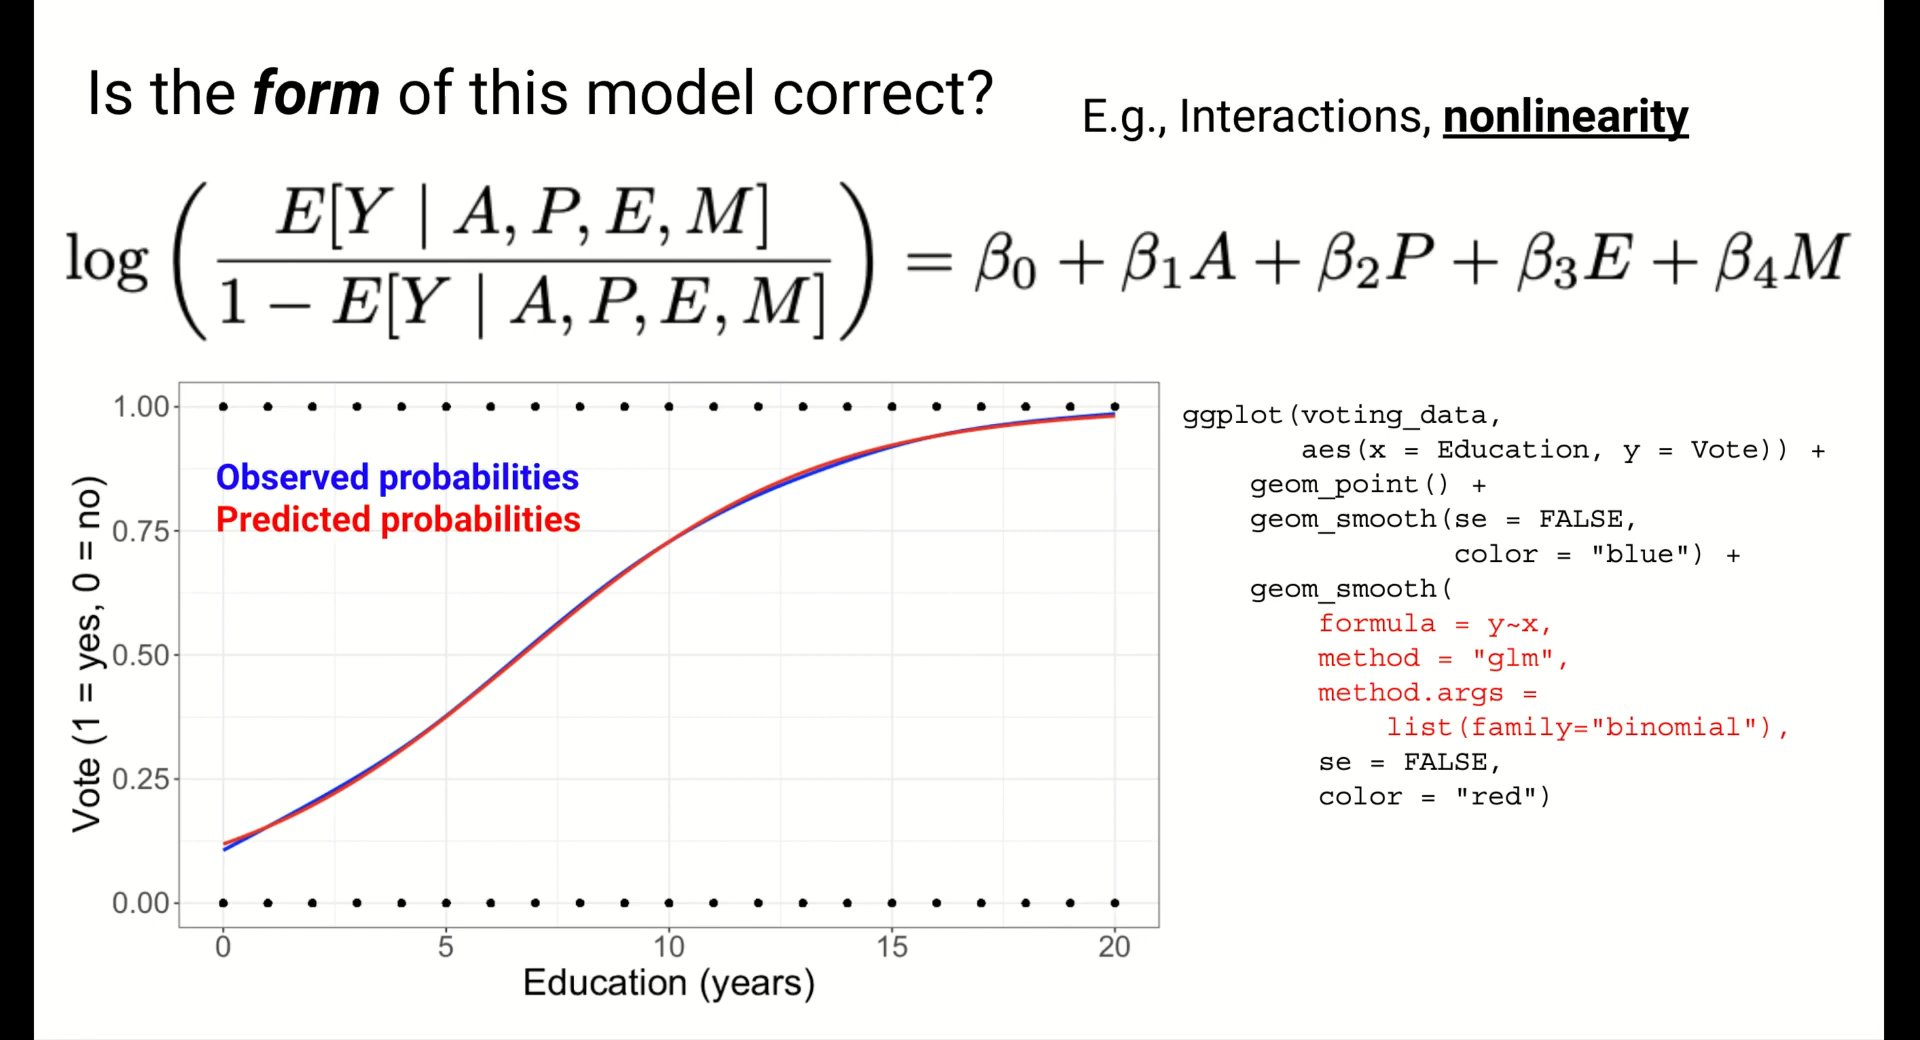 Is the form of this model correct?
E.g., Interactions, nonlinearity
log ( E[Y | A, P, E, M] / 1 − E[Y | A, P, E, M] ) = β₀ + β₁A + β₂P + β₃E + β₄M
1.00
0.75
0.50
0.25
0.00
Vote (1 = yes, 0 = no)
Observed probabilities
Predicted probabilities
0 5 10 15 20
Education (years)
ggplot(voting_data,
aes(x = Education, y = Vote)) +
geom_point() +
geom_smooth(se = FALSE,
color = "blue") +
geom_smooth(
formula = y~x,
method = "glm",
method.args =
list(family="binomial"),
se = FALSE,
color = "red")